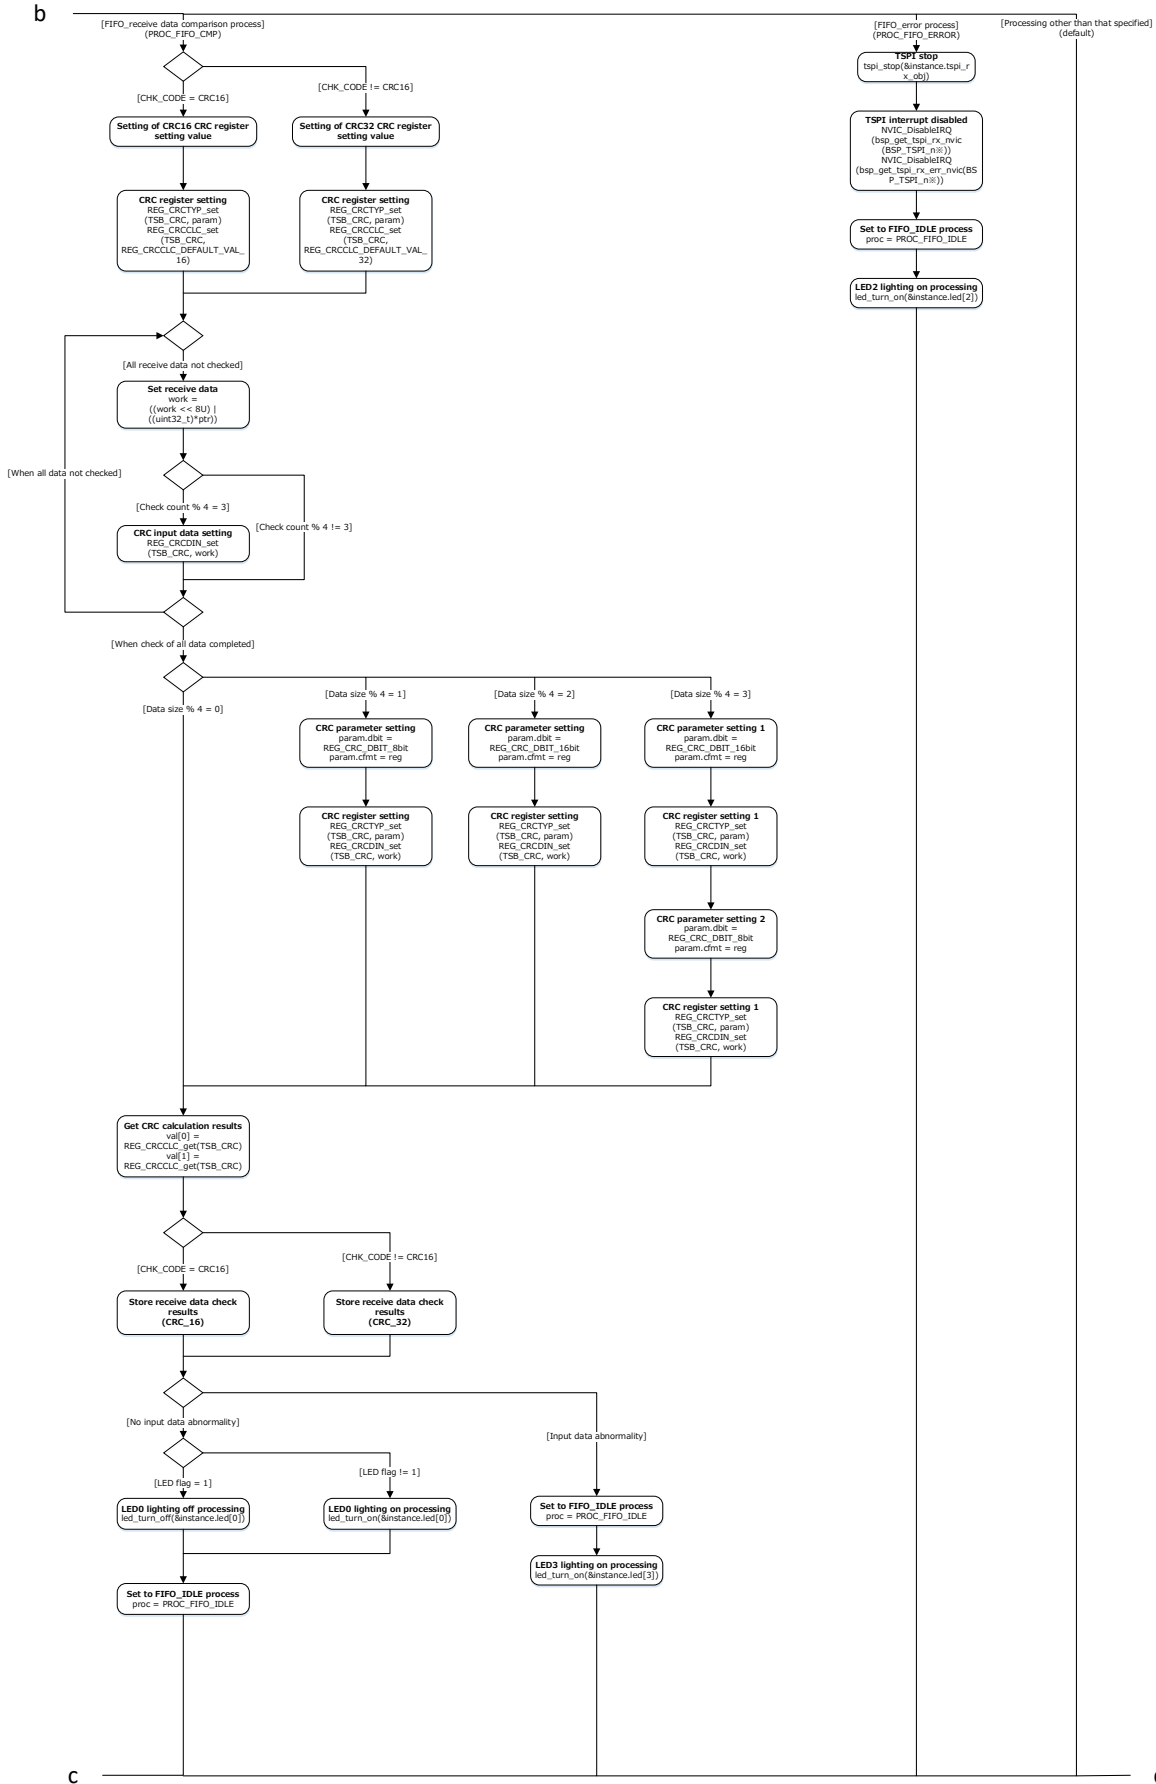 b
[FIFO_receive data comparison process]
(PROC_FIFO_CMP)
[FIFO_error process]
(PROC_FIFO_ERROR)
[Processing other than that specified]
(default)
TSPI stop
tspi_stop(&instance.tspi_r
x_obj)
[CHK_CODE = CRC16]
[CHK_CODE != CRC16]
Setting of CRC16 CRC register
setting value
Setting of CRC32 CRC register
setting value
TSPI interrupt disabled
NVIC_DisableIRQ
(bsp_get_tspi_rx_nvic
(BSP_TSPI_n※))
NVIC_DisableIRQ
(bsp_get_tspi_rx_err_nvic(BS
P_TSPI_n※))
CRC register setting
REG_CRCTYP_set
(TSB_CRC, param)
REG_CRCCLC_set
(TSB_CRC,
REG_CRCCLC_DEFAULT_VAL_
16)
CRC register setting
REG_CRCTYP_set
(TSB_CRC, param)
REG_CRCCLC_set
(TSB_CRC,
REG_CRCCLC_DEFAULT_VAL_
32)
Set to FIFO_IDLE process
proc = PROC_FIFO_IDLE
LED2 lighting on processing
led_turn_on(&instance.led[2])
[All receive data not checked]
Set receive data
work =
((work << 8U) |
((uint32_t)*ptr))
[When all data not checked]
[Check count % 4 = 3]
[Check count % 4 != 3]
CRC input data setting
REG_CRCDIN_set
(TSB_CRC, work)
[When check of all data completed]
[Data size % 4 = 0]
[Data size % 4 = 1]
[Data size % 4 = 2]
[Data size % 4 = 3]
CRC parameter setting
param.dbit =
REG_CRC_DBIT_8bit
param.cfmt = reg
CRC parameter setting
param.dbit =
REG_CRC_DBIT_16bit
param.cfmt = reg
CRC parameter setting 1
param.dbit =
REG_CRC_DBIT_16bit
param.cfmt = reg
CRC register setting
REG_CRCTYP_set
(TSB_CRC, param)
REG_CRCDIN_set
(TSB_CRC, work)
CRC register setting
REG_CRCTYP_set
(TSB_CRC, param)
REG_CRCDIN_set
(TSB_CRC, work)
CRC register setting 1
REG_CRCTYP_set
(TSB_CRC, param)
REG_CRCDIN_set
(TSB_CRC, work)
CRC parameter setting 2
param.dbit =
REG_CRC_DBIT_8bit
param.cfmt = reg
CRC register setting 1
REG_CRCTYP_set
(TSB_CRC, param)
REG_CRCDIN_set
(TSB_CRC, work)
Get CRC calculation results
val[0] =
REG_CRCCLC_get(TSB_CRC)
val[1] =
REG_CRCCLC_get(TSB_CRC)
[CHK_CODE = CRC16]
[CHK_CODE != CRC16]
Store receive data check
results
(CRC_16)
Store receive data check
results
(CRC_32)
[No input data abnormality]
[Input data abnormality]
[LED flag = 1]
[LED flag != 1]
LED0 lighting off processing
led_turn_off(&instance.led[0])
LED0 lighting on processing
led_turn_on(&instance.led[0])
Set to FIFO_IDLE process
proc = PROC_FIFO_IDLE
LED3 lighting on processing
led_turn_on(&instance.led[3])
Set to FIFO_IDLE process
proc = PROC_FIFO_IDLE
c